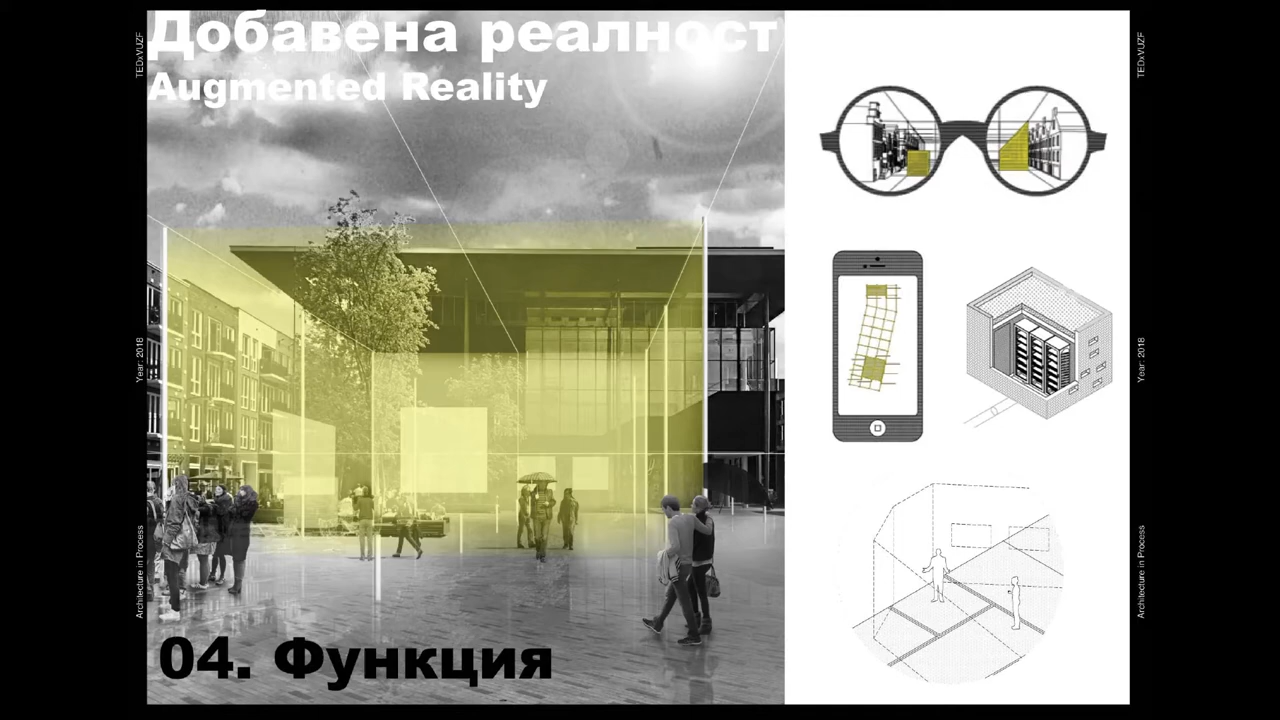 Добавена реалност
Augmented Reality
04. Функция
TEDxVUZF
Year: 2018
Architecture in Process
TEDxVUZF
Year: 2018
Architecture in Process